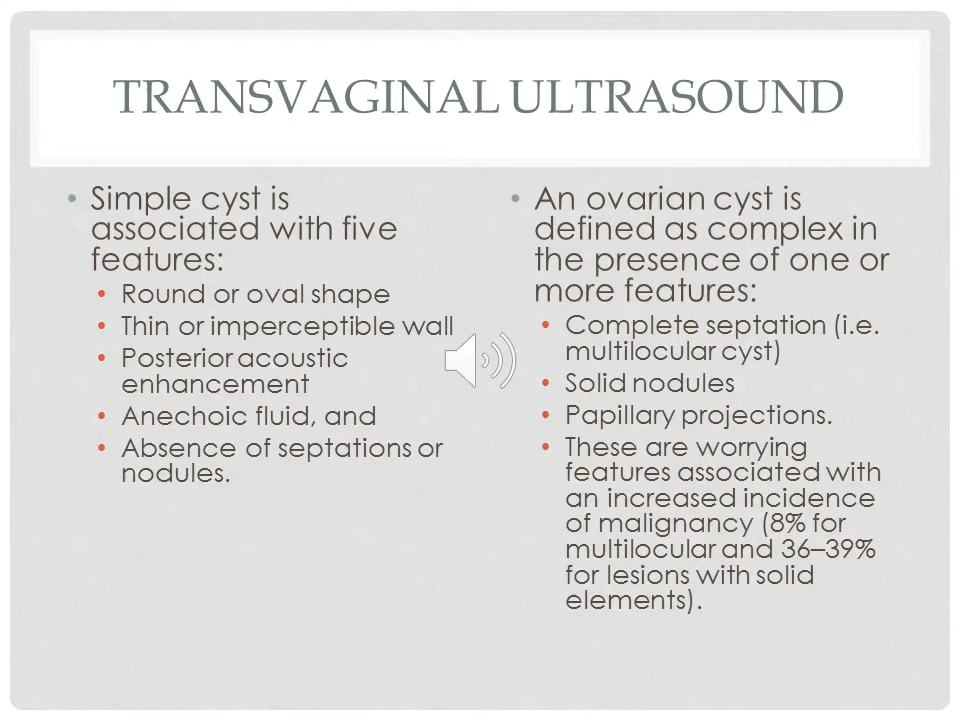 TRANSVAGINAL ULTRASOUND
• Simple cyst is
associated with five
features:
• Round or oval shape
• Thin or imperceptible wall
• Posterior acoustic
enhancement
• Anechoic fluid, and
• Absence of septations or
nodules.
• An ovarian cyst is
defined as complex in
the presence of one or
more features:
• Complete septation (i.e.
multilocular cyst)
• Solid nodules
• Papillary projections.
• These are worrying
features associated with
an increased incidence
of malignancy (8% for
multilocular and 36–39%
for lesions with solid
elements).